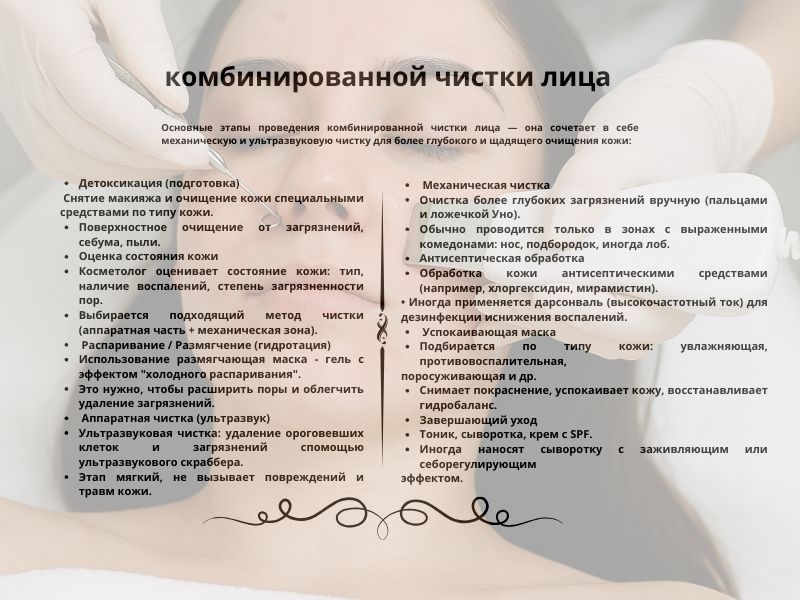 комбинированной чистки лица
Основные этапы проведения комбинированной чистки лица — она сочетает в себе
механическую и ультразвуковую чистку для более глубокого и щадящего очищения кожи:
• Детоксикация (подготовка)
Снятие макияжа и очищение кожи специальными
средствами по типу кожи.
• Поверхностное очищение от загрязнений,
себума, пыли.
• Оценка состояния кожи
• Косметолог оценивает состояние кожи: тип,
наличие воспалений, степень загрязненности
пор.
• Выбирается подходящий метод чистки
(аппаратная часть + механическая зона).
• Распаривание / Размягчение (гидротация)
• Использование размягчающая маска - гель с
эффектом "холодного распаривания".
• Это нужно, чтобы расширить поры и облегчить
удаление загрязнений.
• Аппаратная чистка (ультразвук)
• Ультразвуковая чистка: удаление ороговевших
клеток и загрязнений спомощью
ультразвукового скраббера.
• Этап мягкий, не вызывает повреждений и
травм кожи.
• Механическая чистка
• Очистка более глубоких загрязнений вручную (пальцами
и ложечкой Уно).
• Обычно проводится только в зонах с выраженными
комедонами: нос, подбородок, иногда лоб.
• Антисептическая обработка
• Обработка кожи антисептическими средствами
(например, хлоргексидин, мирамистин).
• Иногда применяется дарсонваль (высокочастотный ток) для
дезинфекции иснижения воспалений.
• Успокаивающая маска
• Подбирается по типу кожи: увлажняющая,
противовоспалительная,
поросуживающая и др.
• Снимает покраснение, успокаивает кожу, восстанавливает
гидробаланс.
• Завершающий уход
• Тоник, сыворотка, крем с SPF.
• Иногда наносят сыворотку с заживляющим или
себорегулирующим
эффектом.